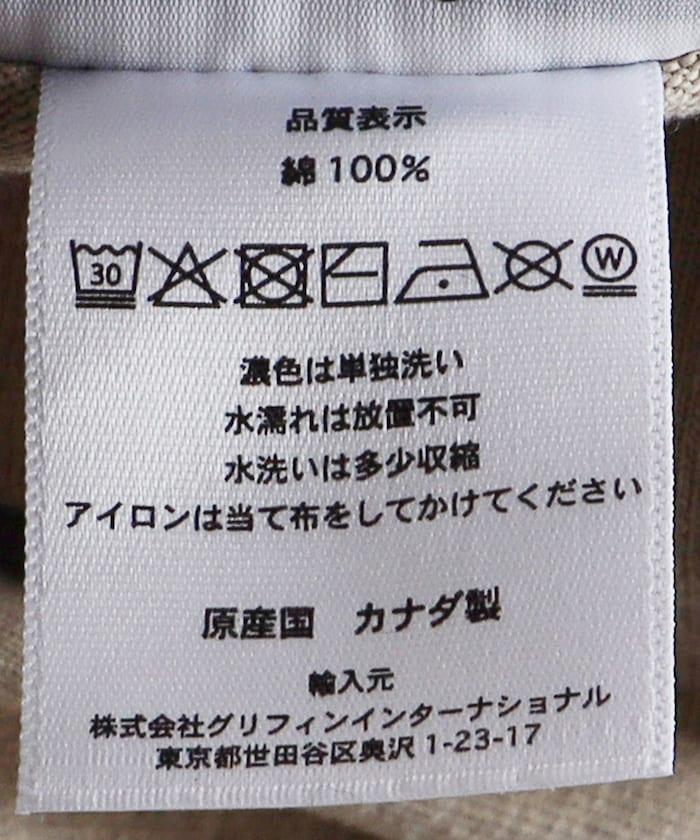 品質表示
綿 100%
30 W
濃色は単独洗い
水濡れは放置不可
水洗いは多少収縮
アイロンは当て布をしてかけてください
原産国 カナダ製
輸入元
株式会社グリフィンインターナショナル
東京都世田谷区奥沢 1-23-17